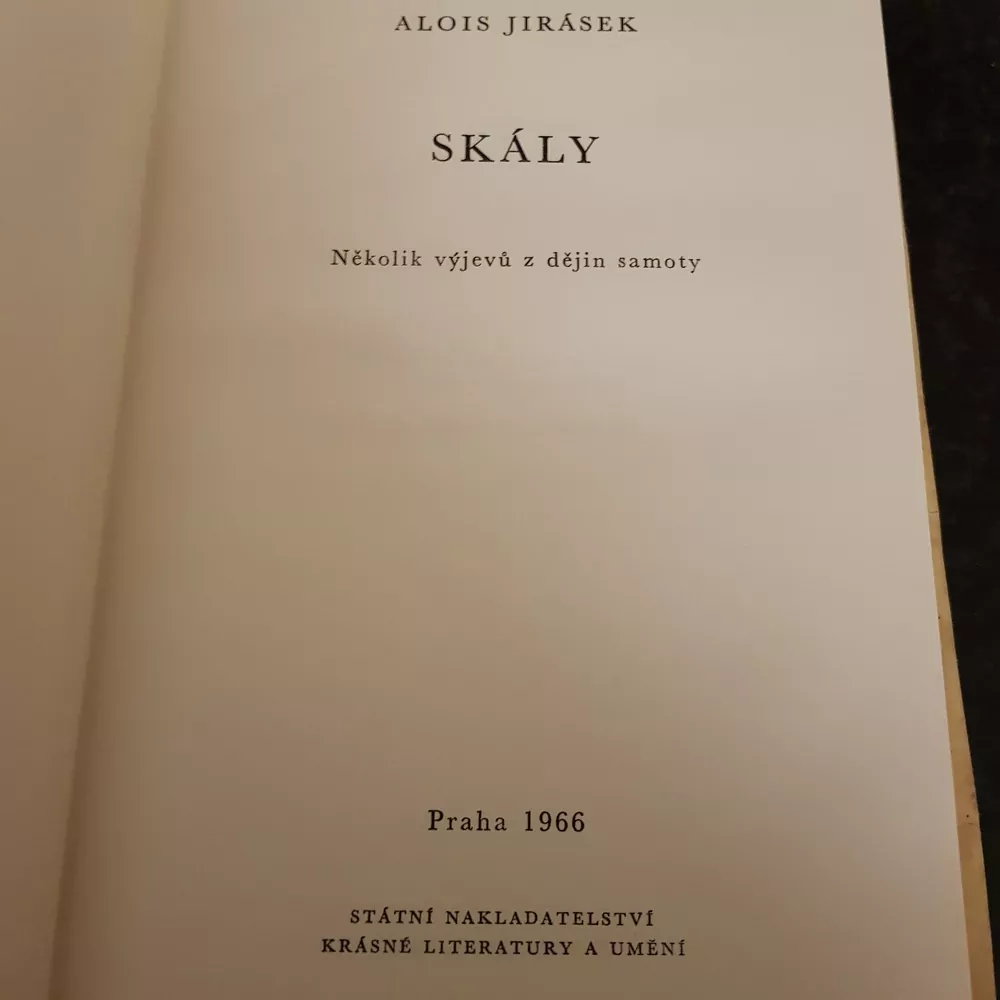 ALOIS JIRÁSEK
SKÁLY
Několik výjevů z dějin samoty
Praha 1966
STÁTNÍ NAKLADATELSTVÍ
KRÁSNÉ LITERATURY A UMĚNÍ